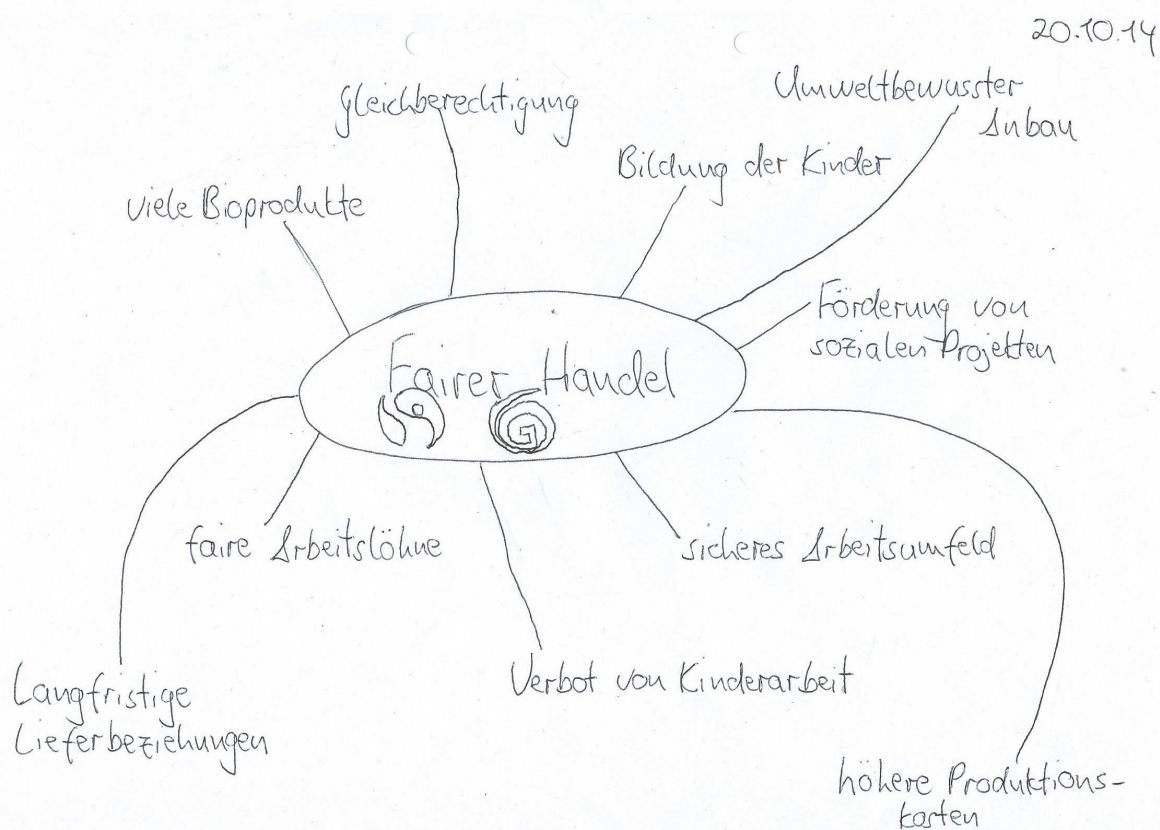 20.10.14
Gleichberechtigung
Umweltbewusster
Anbau
Bildung der Kinder
viele Bioprodukte
Förderung von
sozialen Projekten
Fairer Handel
faire Arbeitslöhne
sicheres Arbeitsumfeld
Verbot von Kinderarbeit
Langfristige
Lieferbeziehungen
höhere Produktions-
kosten